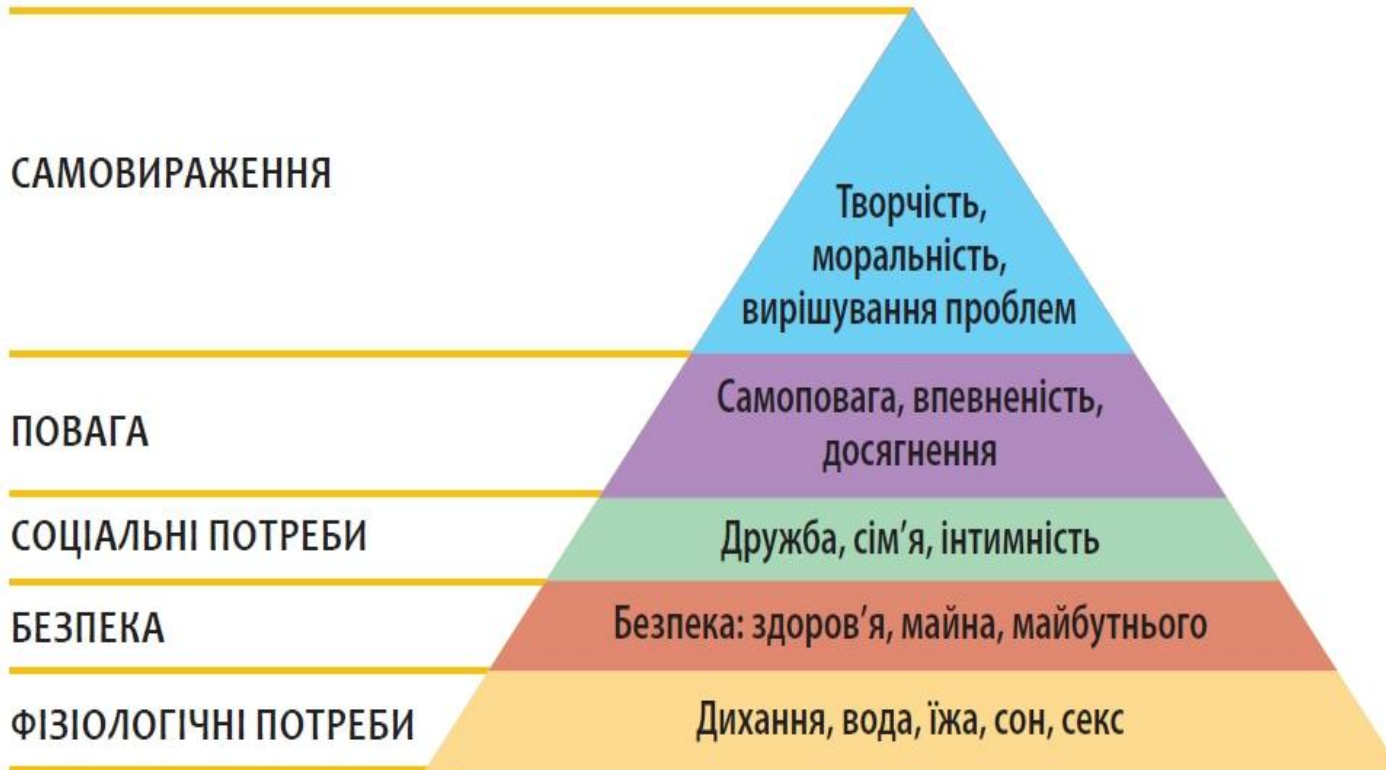 САМОВИРАЖЕННЯ
Творчість,
моральність,
вирішування проблем
ПОВАГА
Самоповага, впевненість,
досягнення
СОЦІАЛЬНІ ПОТРЕБИ
Дружба, сім’я, інтимність
БЕЗПЕКА
Безпека: здоров’я, майна, майбутнього
ФІЗІОЛОГІЧНІ ПОТРЕБИ
Дихання, вода, їжа, сон, секс